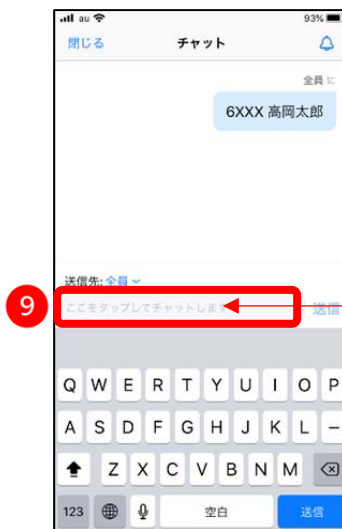 au 93%
閉じる チャット
全員 に
6XXX 高岡太郎
送信先: 全員
9 ここをタップしてチャットします 送信
Q W E R T Y U I O P
A S D F G H J K L ー
Z X C V B N M
123 空白 送信